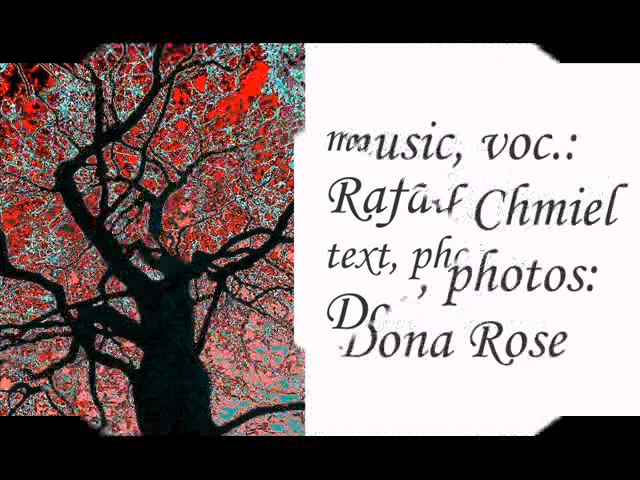 music, voc.:
Rafał Chmiel
text, photos:
Dona Rose